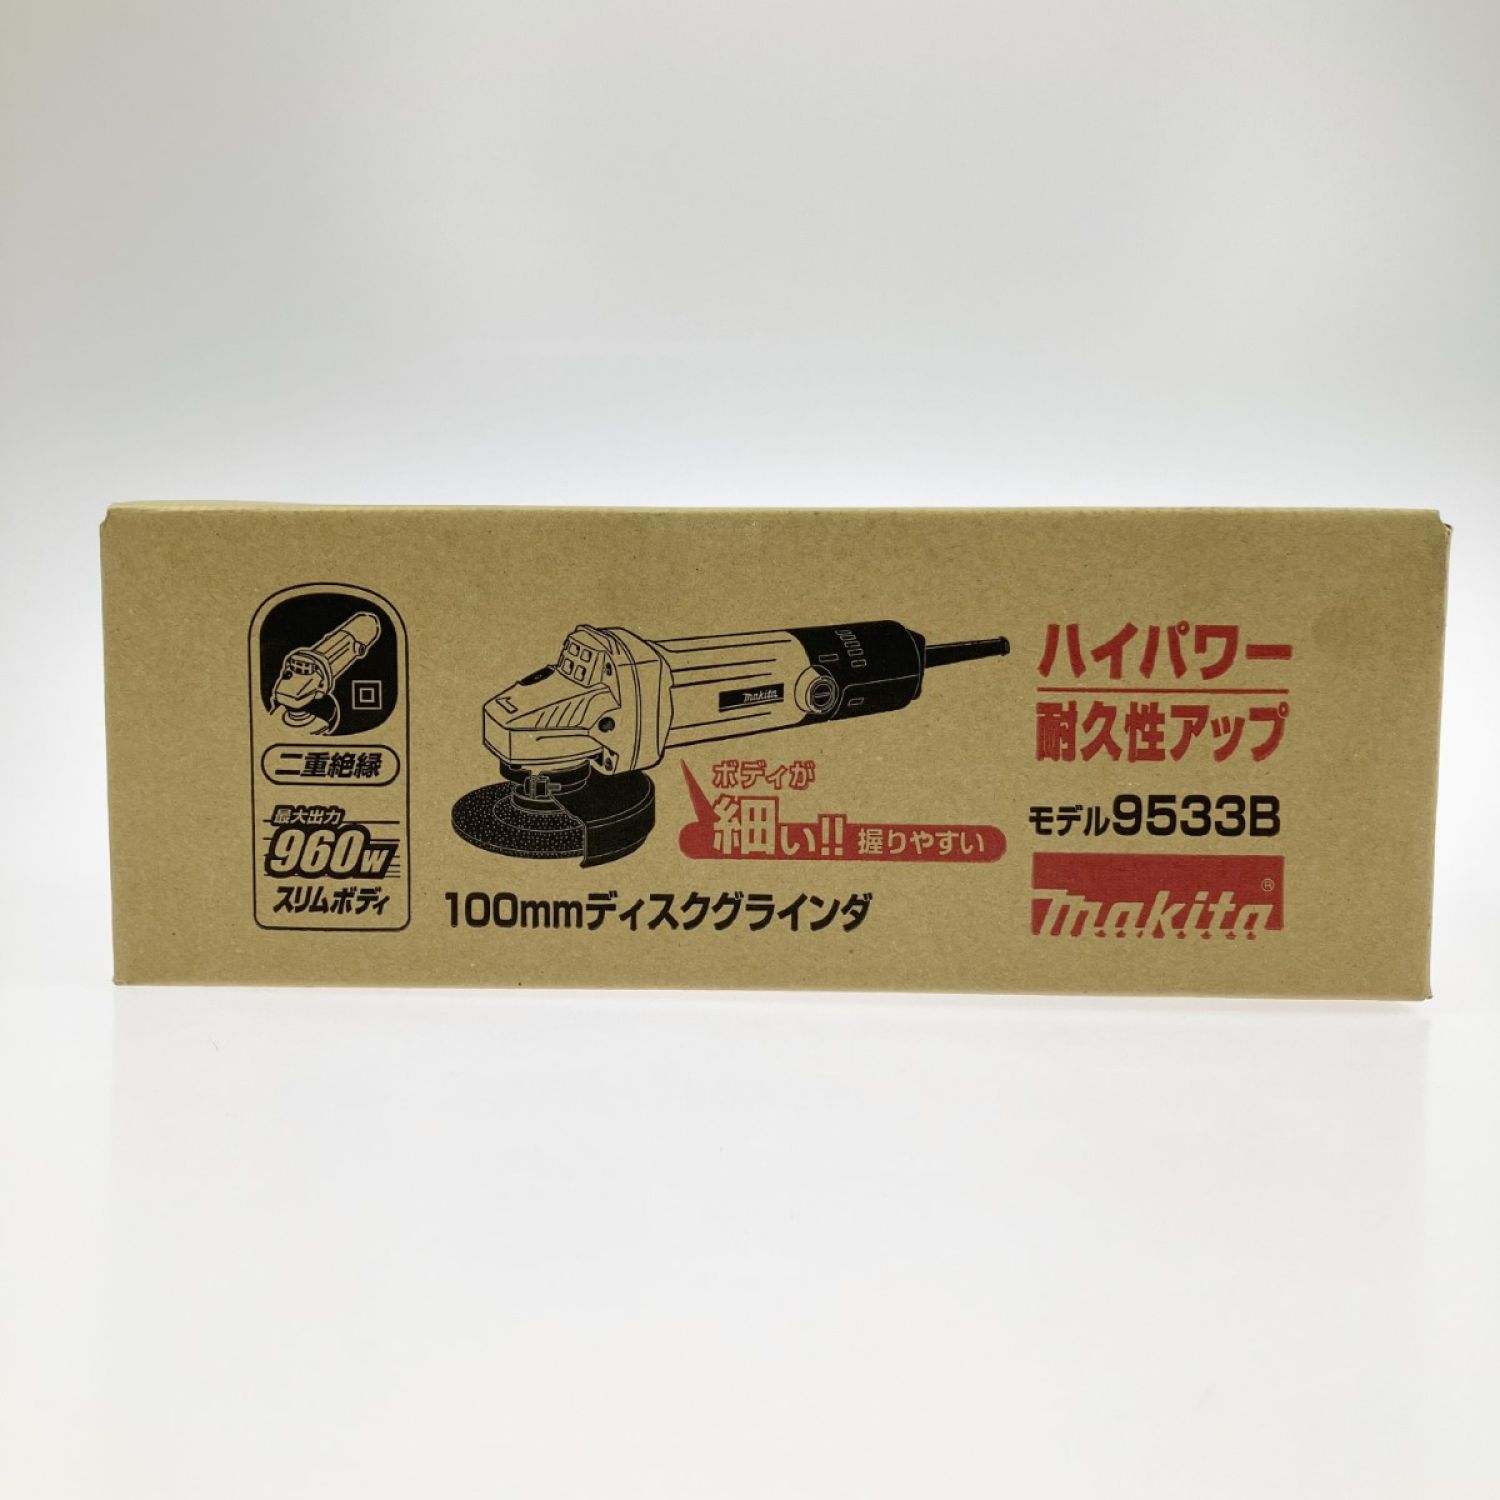 二重絶縁
最大出力
960W
スリムボディ
makita
ボディが
細い!! 握りやすい
100mmディスクグラインダ
ハイパワー
耐久性アップ
モデル9533B
makita®